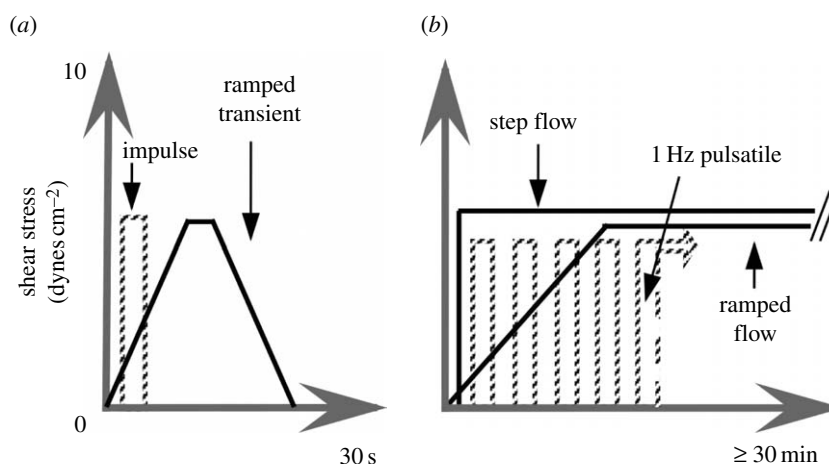 (a)
10
ramped
transient
impulse
shear stress
(dynes cm⁻²)
0
30 s
(b)
step flow
1 Hz pulsatile
ramped
flow
≥ 30 min